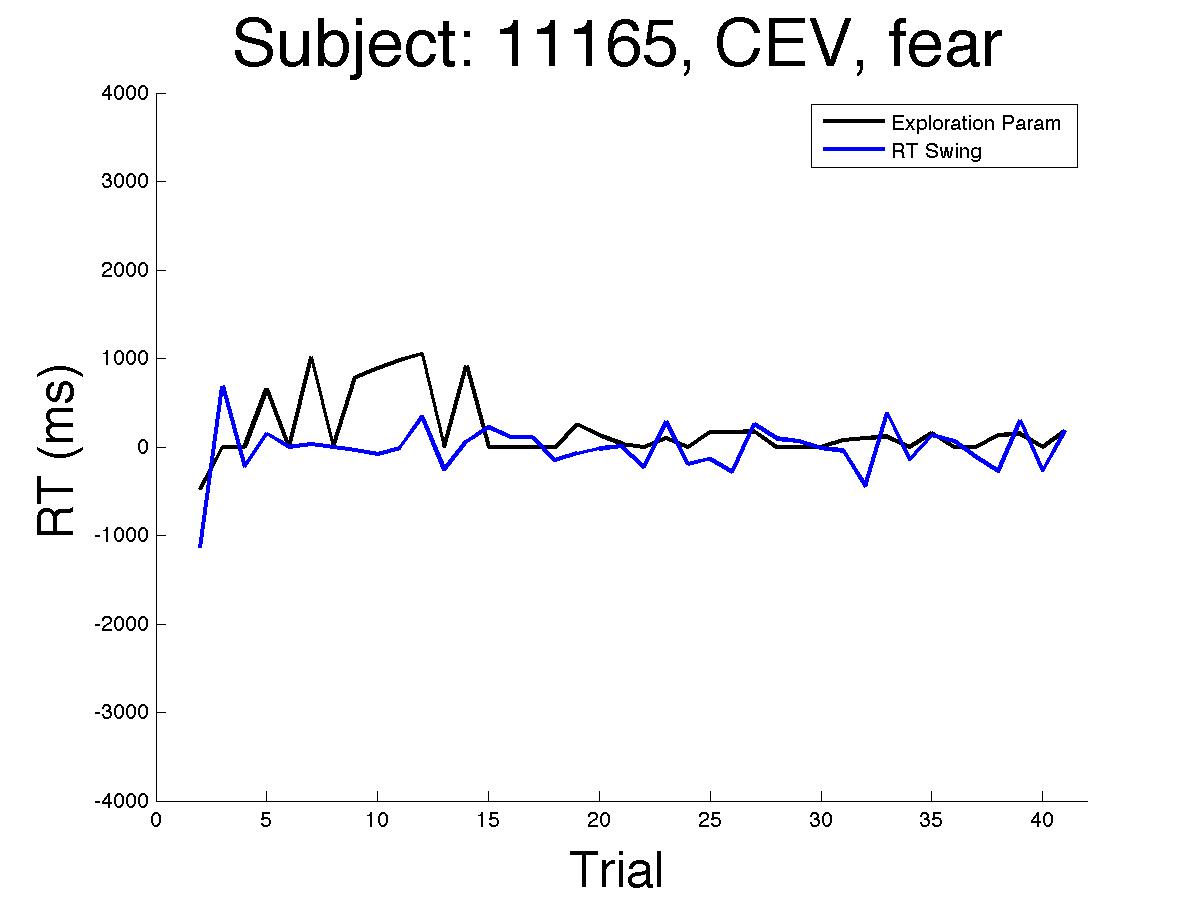 Subject: 11165, CEV, fear
Exploration Param
RT Swing
4000
3000
2000
1000
0
-1000
-2000
-3000
-4000
RT (ms)
0 5 10 15 20 25 30 35 40
Trial